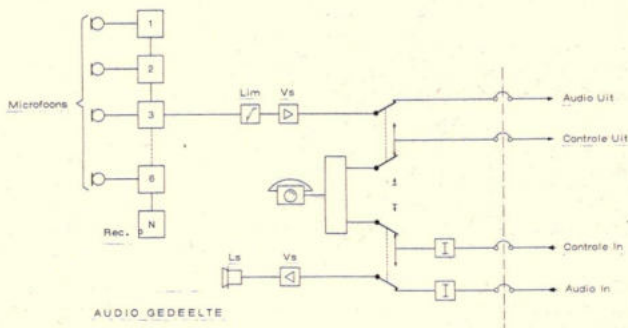 1
2
Lim Vs
Audio Uit
Microfoons
3
Controle Uit
6
Rec. N
Controle In
Ls Vs
Audio In
AUDIO GEDEELTE